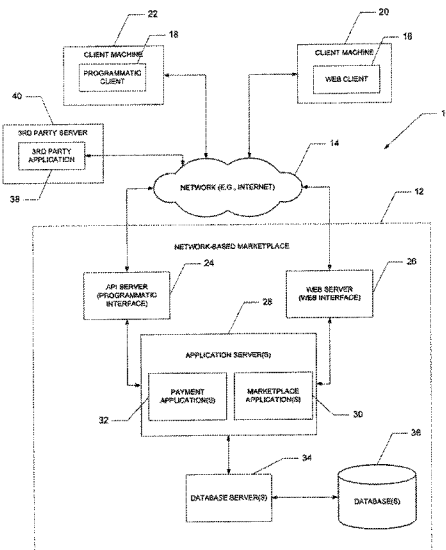 22
18
20
16
CLIENT MACHINE
PROGRAMMATIC
CLIENT
CLIENT MACHINE
WEB CLIENT
40
3RD PARTY SERVER
3RD PARTY
APPLICATION
38
1
14
NETWORK (E.G., INTERNET)
12
NETWORK-BASED MARKETPLACE
24
26
API SERVER
(PROGRAMMATIC
INTERFACE)
WEB SERVER
(WEB INTERFACE)
28
APPLICATION SERVER(S)
PAYMENT
APPLICATION(S)
MARKETPLACE
APPLICATION(S)
32
30
34
36
DATABASE SERVER(S)
DATABASE(S)